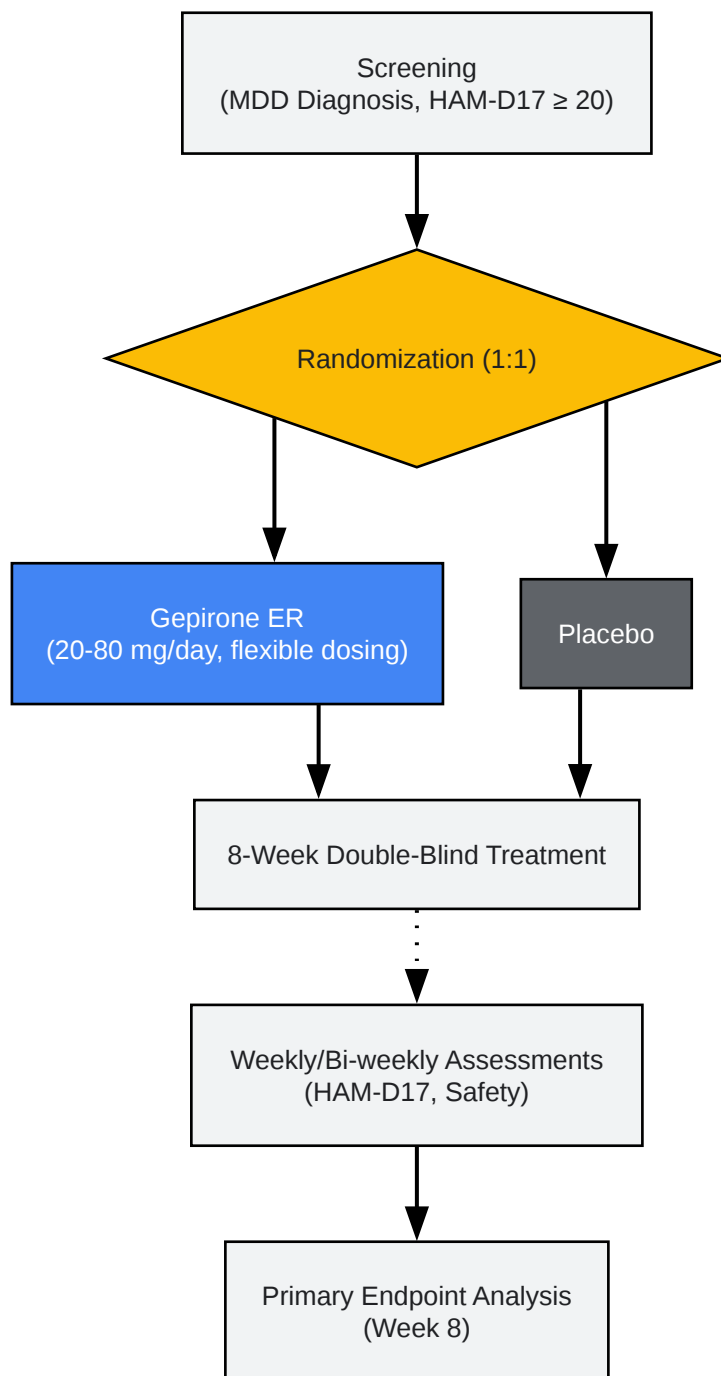 Screening
(MDD Diagnosis, HAM-D17 ≥ 20)
Randomization (1:1)
Gepirone ER
(20-80 mg/day, flexible dosing)
Placebo
8-Week Double-Blind Treatment
Weekly/Bi-weekly Assessments
(HAM-D17, Safety)
Primary Endpoint Analysis
(Week 8)